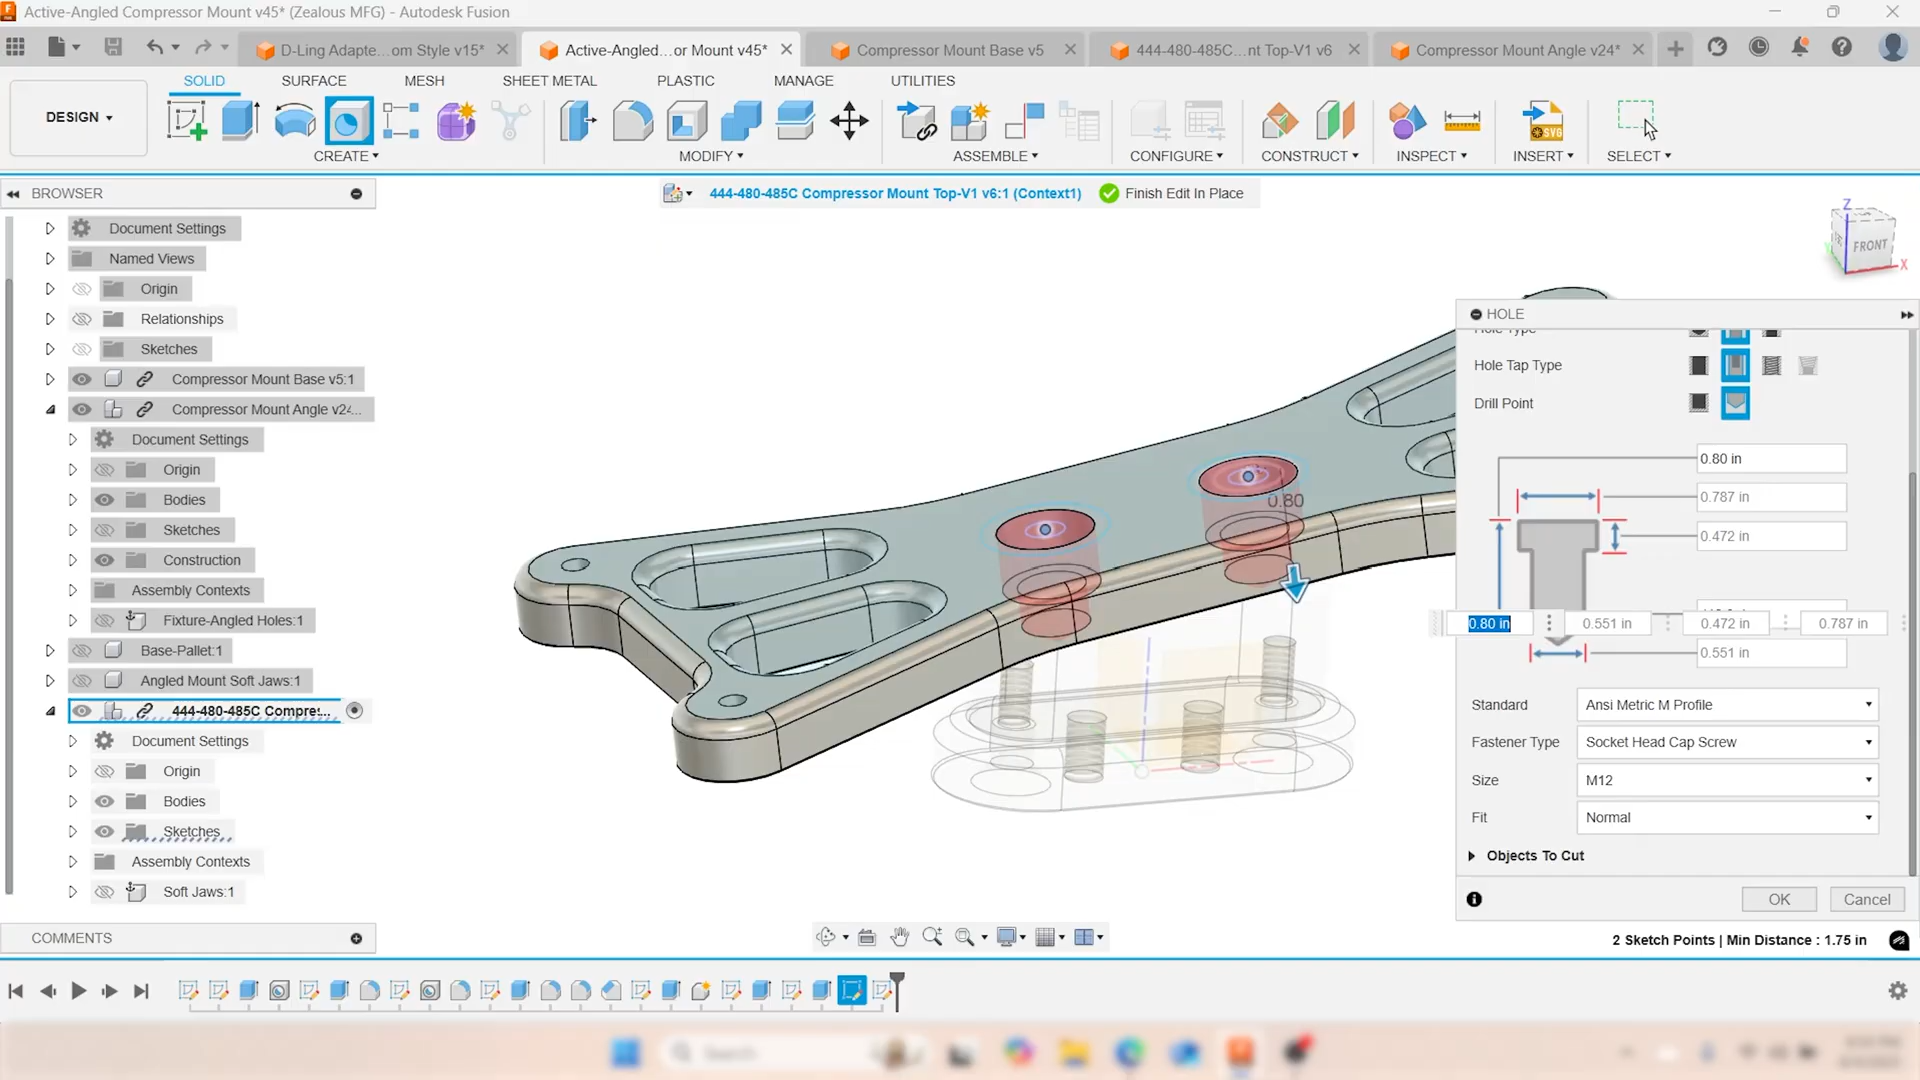 Active-Angled Compressor Mount v45* (Zealous MFG) - Autodesk Fusion
D-Ling Adapte...om Style v15*
Active-Angled...or Mount v45*
Compressor Mount Base v5
444-480-485C...nt Top-V1 v6
Compressor Mount Angle v24*
SOLID
SURFACE
MESH
SHEET METAL
PLASTIC
MANAGE
UTILITIES
DESIGN
CREATE
MODIFY
ASSEMBLE
CONFIGURE
CONSTRUCT
INSPECT
SVG
INSERT
SELECT
BROWSER
444-480-485C Compressor Mount Top-V1 v6:1 (Context1)
Finish Edit In Place
Document Settings
Named Views
Origin
Relationships
Sketches
Compressor Mount Base v5:1
Compressor Mount Angle v24...
Document Settings
Origin
Bodies
Sketches
Construction
Assembly Contexts
Fixture-Angled Holes:1
Base-Pallet:1
Angled Mount Soft Jaws:1
444-480-485C Compres...
Document Settings
Origin
Bodies
Sketches
Assembly Contexts
Soft Jaws:1
COMMENTS
Z
FRONT
X
0.80
HOLE
Hole Type
Hole Tap Type
Drill Point
0.80 in
0.787 in
0.472 in
0.80 in
0.551 in
0.472 in
0.787 in
0.551 in
Standard
Ansi Metric M Profile
Fastener Type
Socket Head Cap Screw
Size
M12
Fit
Normal
Objects To Cut
OK
Cancel
2 Sketch Points | Min Distance : 1.75 in
Search